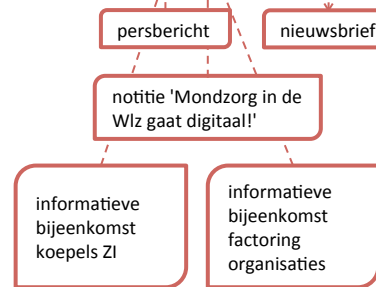 persbericht
nieuwsbrief
notitie 'Mondzorg in de
Wlz gaat digitaal!'
informatieve
bijeenkomst
koepels ZI
informatieve
bijeenkomst
factoring
organisaties